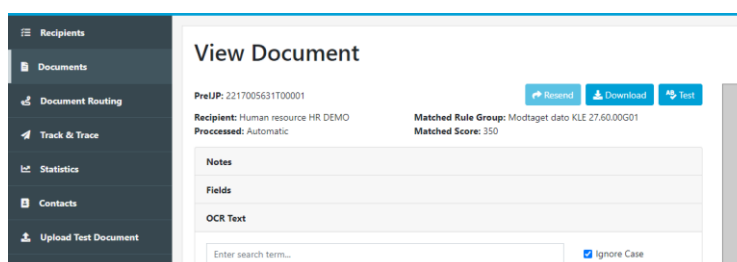 Recipients
Documents
Document Routing
Track & Trace
Statistics
Contacts
Upload Test Document
View Document
PreIJP: 2217005631T00001
Resend
Download
Test
Recipient: Human resource HR DEMO
Matched Rule Group: Modtaget dato KLE 27.60.00G01
Proccessed: Automatic
Matched Score: 350
Notes
Fields
OCR Text
Enter search term...
Ignore Case